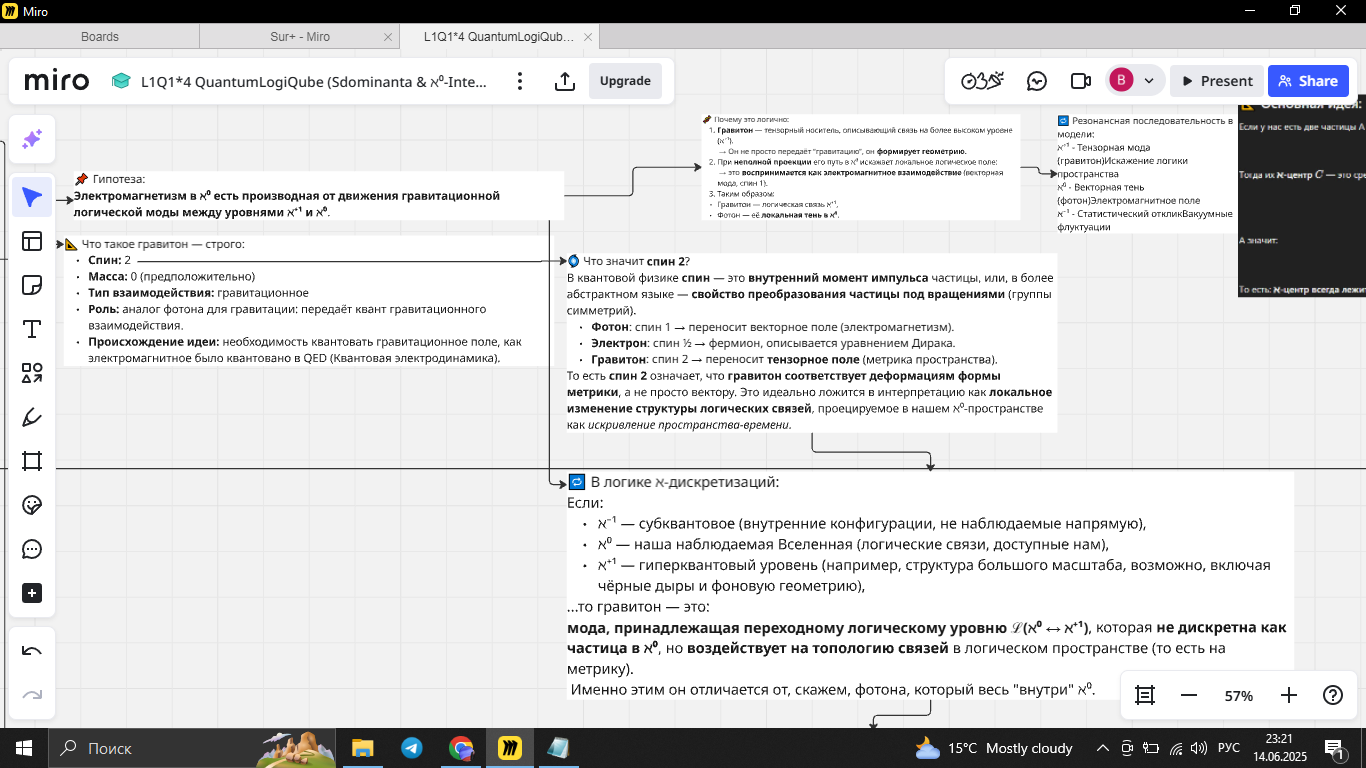 Miro
Boards
Sur+ - Miro
L1Q1*4 QuantumLogiQub...
miro
L1Q1*4 QuantumLogiQube (Sdominanta & ℵ⁰-Inte...
Upgrade
B
Present
Share
📌 Гипотеза:
Электромагнетизм в ℵ⁰ есть производная от движения гравитационной
логической моды между уровнями ℵ⁺¹ и ℵ⁰.
📐 Что такое гравитон — строго:
• Спин: 2
• Масса: 0 (предположительно)
• Тип взаимодействия: гравитационное
• Роль: аналог фотона для гравитации: передаёт квант гравитационного
взаимодействия.
• Происхождение идеи: необходимость квантовать гравитационное поле, как
электромагнитное было квантовано в QED (Квантовая электродинамика).
Почему это логично:
1. Гравитон — тензорный носитель, описывающий связь на более высоком уровне
(ℵ⁺¹).
→ Он не просто передаёт "гравитацию", он формирует геометрию.
2. При неполной проекции его путь в ℵ⁰ искажает локальное логическое поле:
→ это воспринимается как электромагнитное взаимодействие (векторная
мода, спин 1).
3. Таким образом:
• Гравитон — логическая связь ℵ⁺¹,
• Фотон — её локальная тень в ℵ⁰.
🔁 Резонансная последовательность в
модели:
ℵ⁺¹ - Тензорная мода
(гравитон)Искажение логики
пространства
ℵ⁰ - Векторная тень
(фотон)Электромагнитное поле
ℵ⁻¹ - Статистический откликВакуумные
флуктуации
Основная идея:
Если у нас есть две частицы A
Тогда их ℵ-центр C — это сре
А значит:
То есть: ℵ-центр всегда лежит
🌀 Что значит спин 2?
В квантовой физике спин — это внутренний момент импульса частицы, или, в более
абстрактном языке — свойство преобразования частицы под вращениями (группы
симметрий).
• Фотон: спин 1 → переносит векторное поле (электромагнетизм).
• Электрон: спин ½ → фермион, описывается уравнением Дирака.
• Гравитон: спин 2 → переносит тензорное поле (метрика пространства).
То есть спин 2 означает, что гравитон соответствует деформациям формы
метрики, а не просто вектору. Это идеально ложится в интерпретацию как локальное
изменение структуры логических связей, проецируемое в нашем ℵ⁰-пространстве
как искривление пространства-времени.
🔁 В логике ℵ-дискретизаций:
Если:
• ℵ⁻¹ — субквантовое (внутренние конфигурации, не наблюдаемые напрямую),
• ℵ⁰ — наша наблюдаемая Вселенная (логические связи, доступные нам),
• ℵ⁺¹ — гиперквантовый уровень (например, структура большого масштаба, возможно, включая
чёрные дыры и фоновую геометрию),
...то гравитон — это:
мода, принадлежащая переходному логическому уровню ℒ(ℵ⁰ ↔ ℵ⁺¹), которая не дискретна как
частица в ℵ⁰, но воздействует на топологию связей в логическом пространстве (то есть на
метрику).
Именно этим он отличается от, скажем, фотона, который весь "внутри" ℵ⁰.
57%
Поиск
15°C Mostly cloudy
РУС
23:21
14.06.2025
1